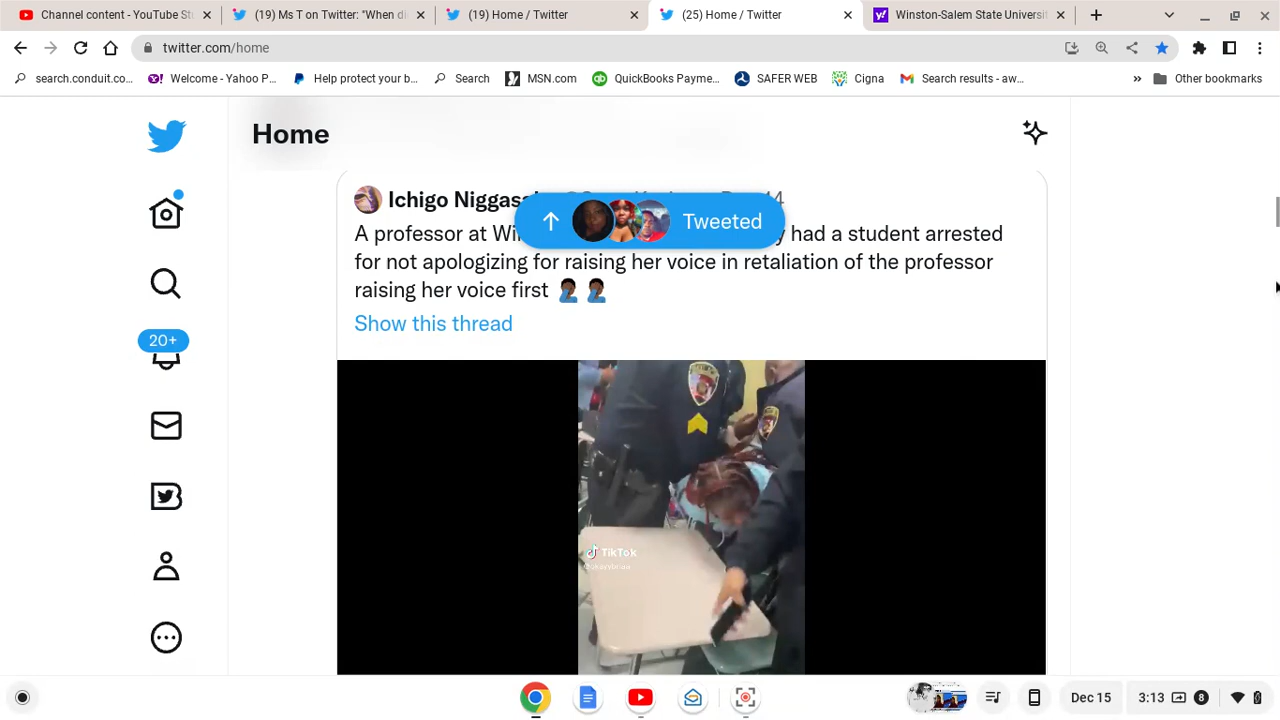 Channel content - YouTube St
(19) Ms T on Twitter: "When d
(19) Home / Twitter
(25) Home / Twitter
Winston-Salem State Universit
twitter.com/home
search.conduit.co...
Welcome - Yahoo P...
Help protect your b...
Search
MSN.com
QuickBooks Payme...
SAFER WEB
Cigna
Search results - aw...
»
Other bookmarks
Home
Ichigo
Tweeted
A professor at had a student arrested
for not apologizing for raising her voice in retaliation of the professor
raising her voice first 🤦🏿‍♂️🤦🏿‍♂️
Show this thread
20+
TikTok
Dec 15
3:13
8